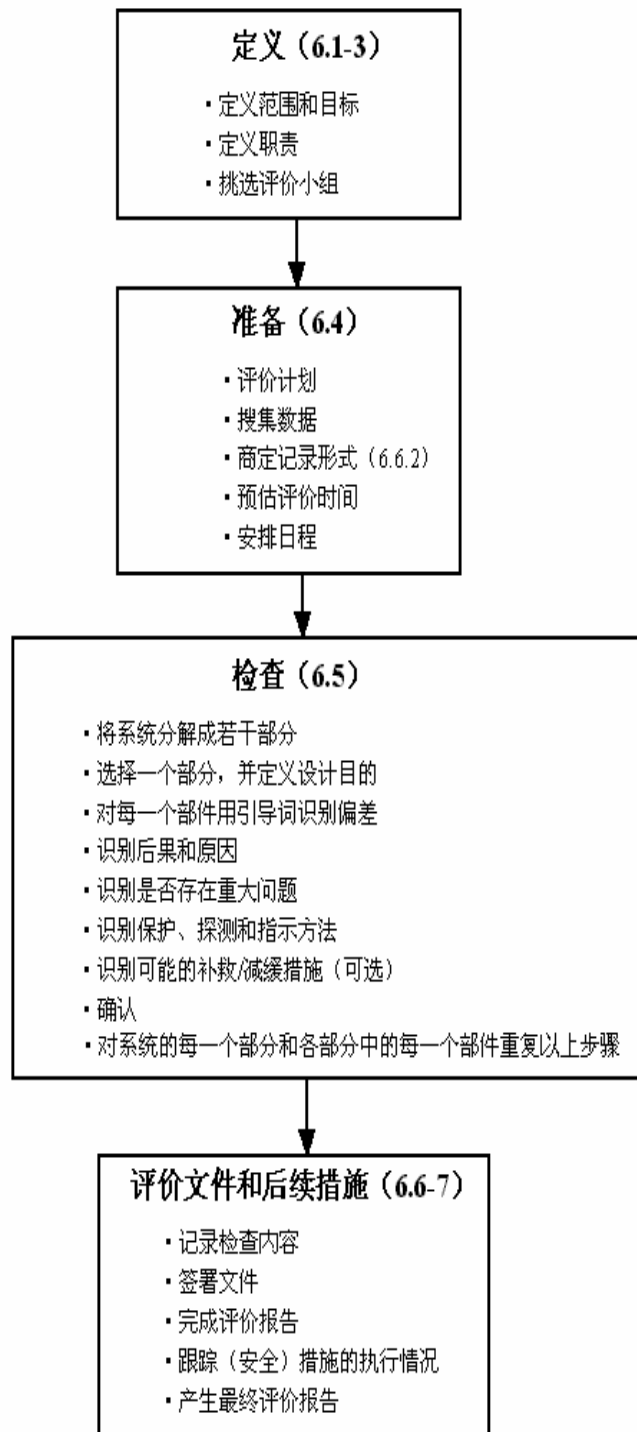 定义（6.1-3）
·定义范围和目标
·定义职责
·挑选评价小组
准备（6.4）
·评价计划
·搜集数据
·商定记录形式（6.6.2）
·预估评价时间
·安排日程
检查（6.5）
·将系统分解成若干部分
·选择一个部分，并定义设计目的
·对每一个部件用引导词识别偏差
·识别后果和原因
·识别是否存在重大问题
·识别保护、探测和指示方法
·识别可能的补救/减缓措施（可选）
·确认
·对系统的每一个部分和各部分中的每一个部件重复以上步骤
评价文件和后续措施（6.6-7）
·记录检查内容
·签署文件
·完成评价报告
·跟踪（安全）措施的执行情况
·产生最终评价报告